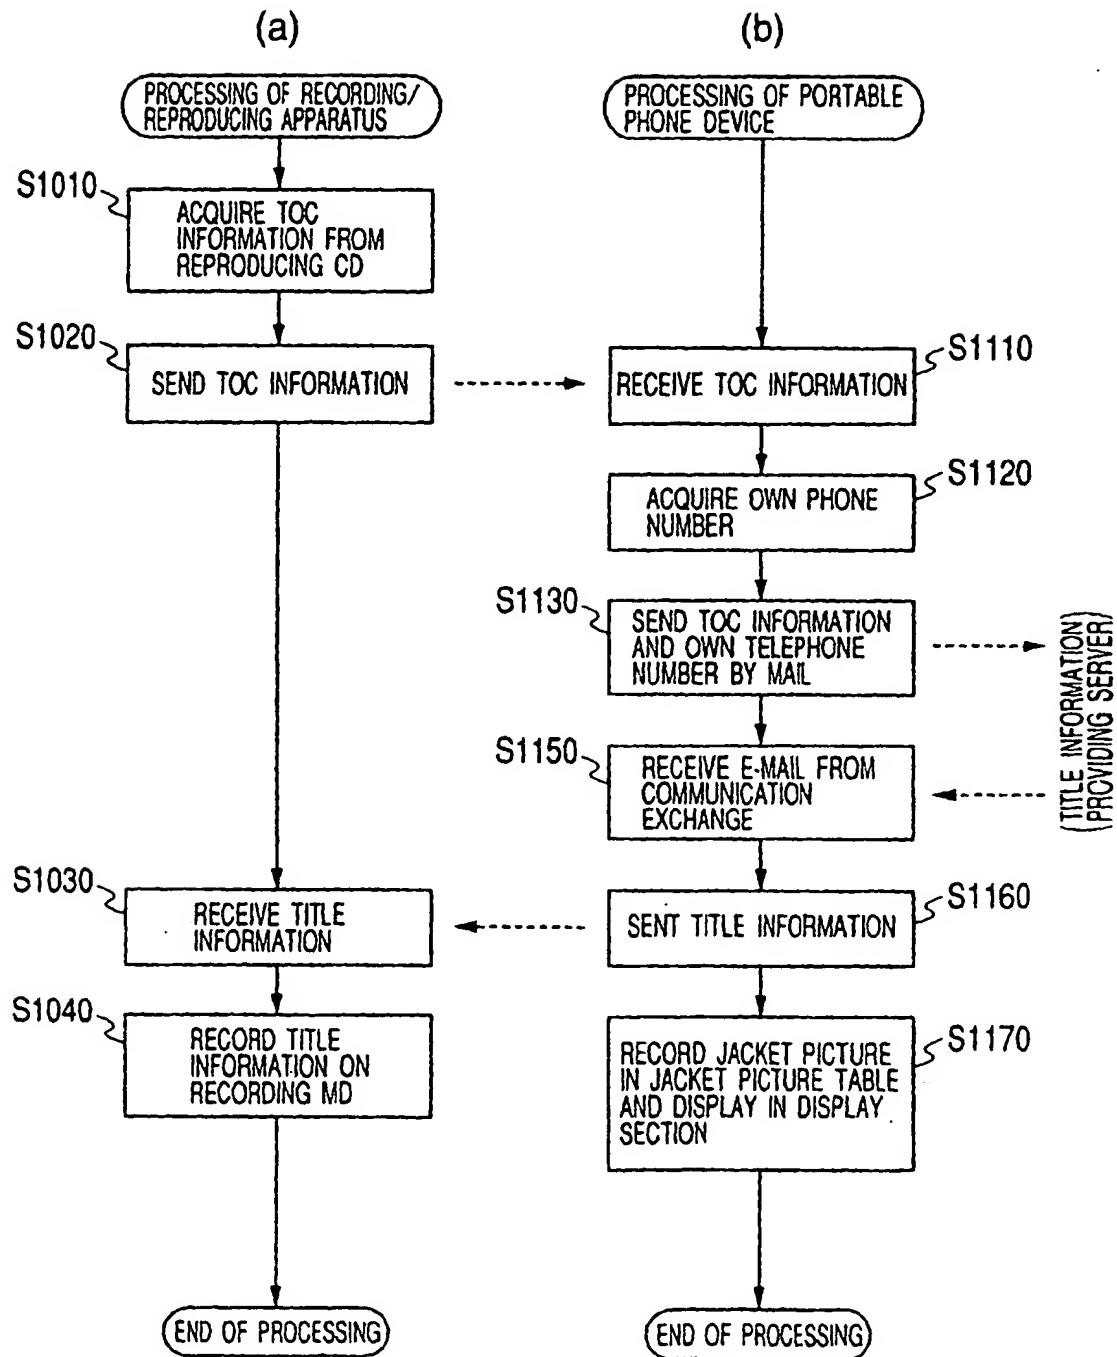 (a)
PROCESSING OF RECORDING/
REPRODUCING APPARATUS
S1010
ACQUIRE TOC
INFORMATION FROM
REPRODUCING CD
S1020
SEND TOC INFORMATION
S1030
RECEIVE TITLE
INFORMATION
S1040
RECORD TITLE
INFORMATION ON
RECORDING MD
END OF PROCESSING
(b)
PROCESSING OF PORTABLE
PHONE DEVICE
S1110
RECEIVE TOC INFORMATION
S1120
ACQUIRE OWN PHONE
NUMBER
S1130
SEND TOC INFORMATION
AND OWN TELEPHONE
NUMBER BY MAIL
(TITLE INFORMATION)
(PROVIDING SERVER)
S1150
RECEIVE E-MAIL FROM
COMMUNICATION
EXCHANGE
S1160
SENT TITLE INFORMATION
S1170
RECORD JACKET PICTURE
IN JACKET PICTURE TABLE
AND DISPLAY IN DISPLAY
SECTION
END OF PROCESSING